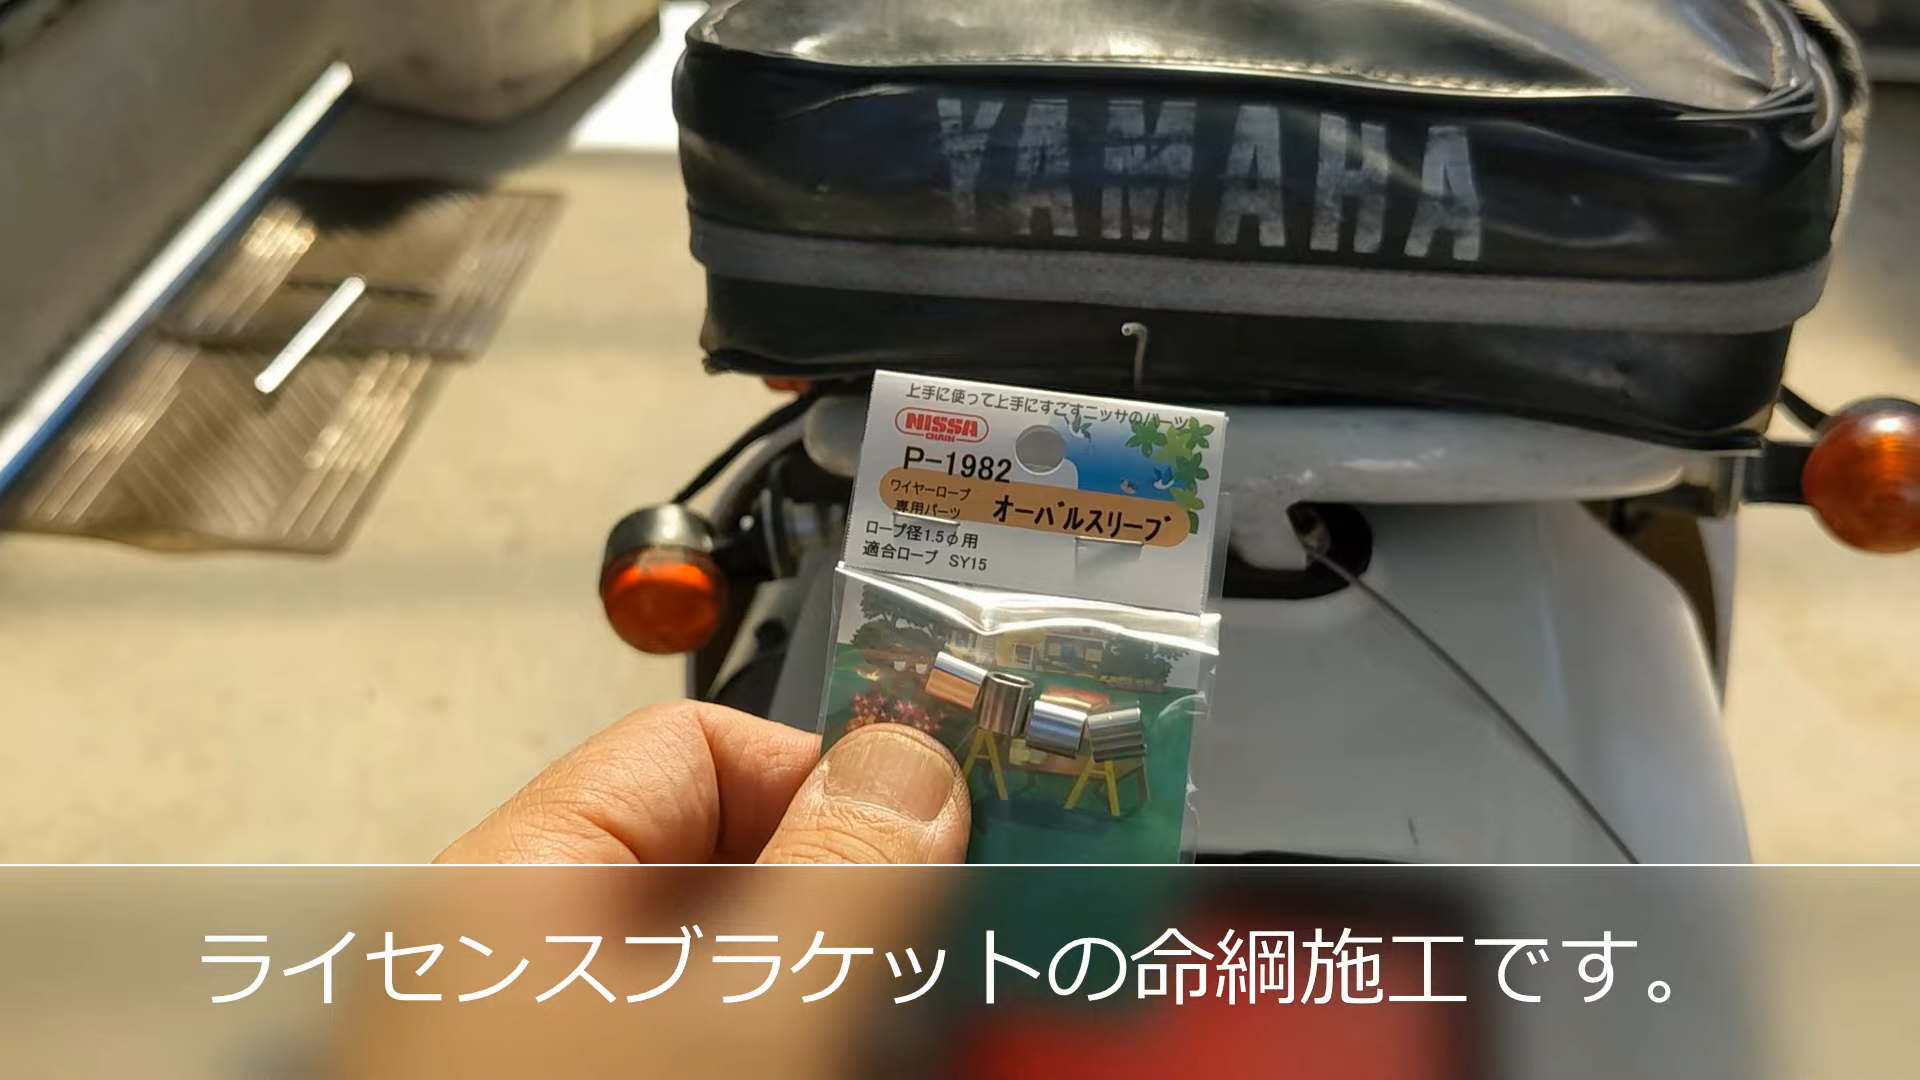 YAMAHA
上手に使って上手にすごすニッサのパーツ
NISSA
CHAIN
P-1982
ワイヤーロープ
専用パーツ
オーバルスリーブ
ロープ径1.5φ用
適合ロープ SY15
ライセンスブラケットの命綱施工です。